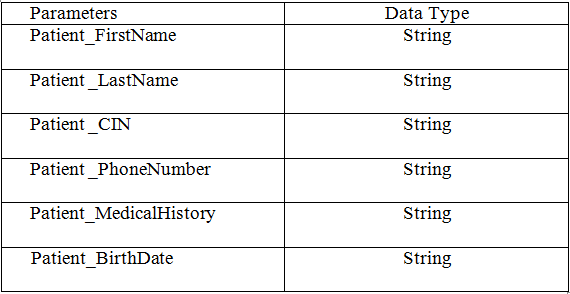 Parameters Data Type
Patient_FirstName String
Patient _LastName String
Patient _CIN String
Patient _PhoneNumber String
Patient_MedicalHistory String
Patient_BirthDate String